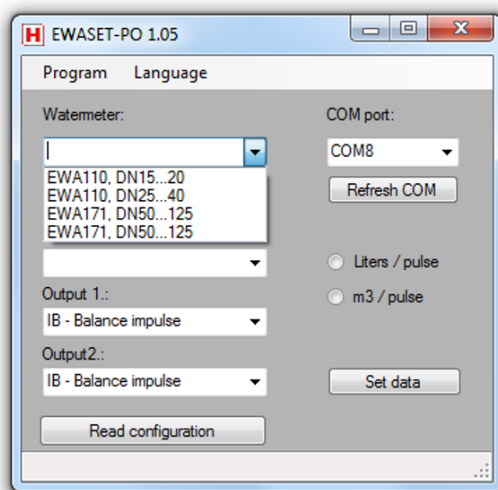 H EWASET-PO 1.05
Program Language
Watermeter:
COM port:
EWA110, DN15...20
EWA110, DN25...40
EWA171, DN50...125
EWA171, DN50...125
COM8
Refresh COM
Liters / pulse
m3 / pulse
Output 1.:
IB - Balance impulse
Output2.:
IB - Balance impulse
Set data
Read configuration